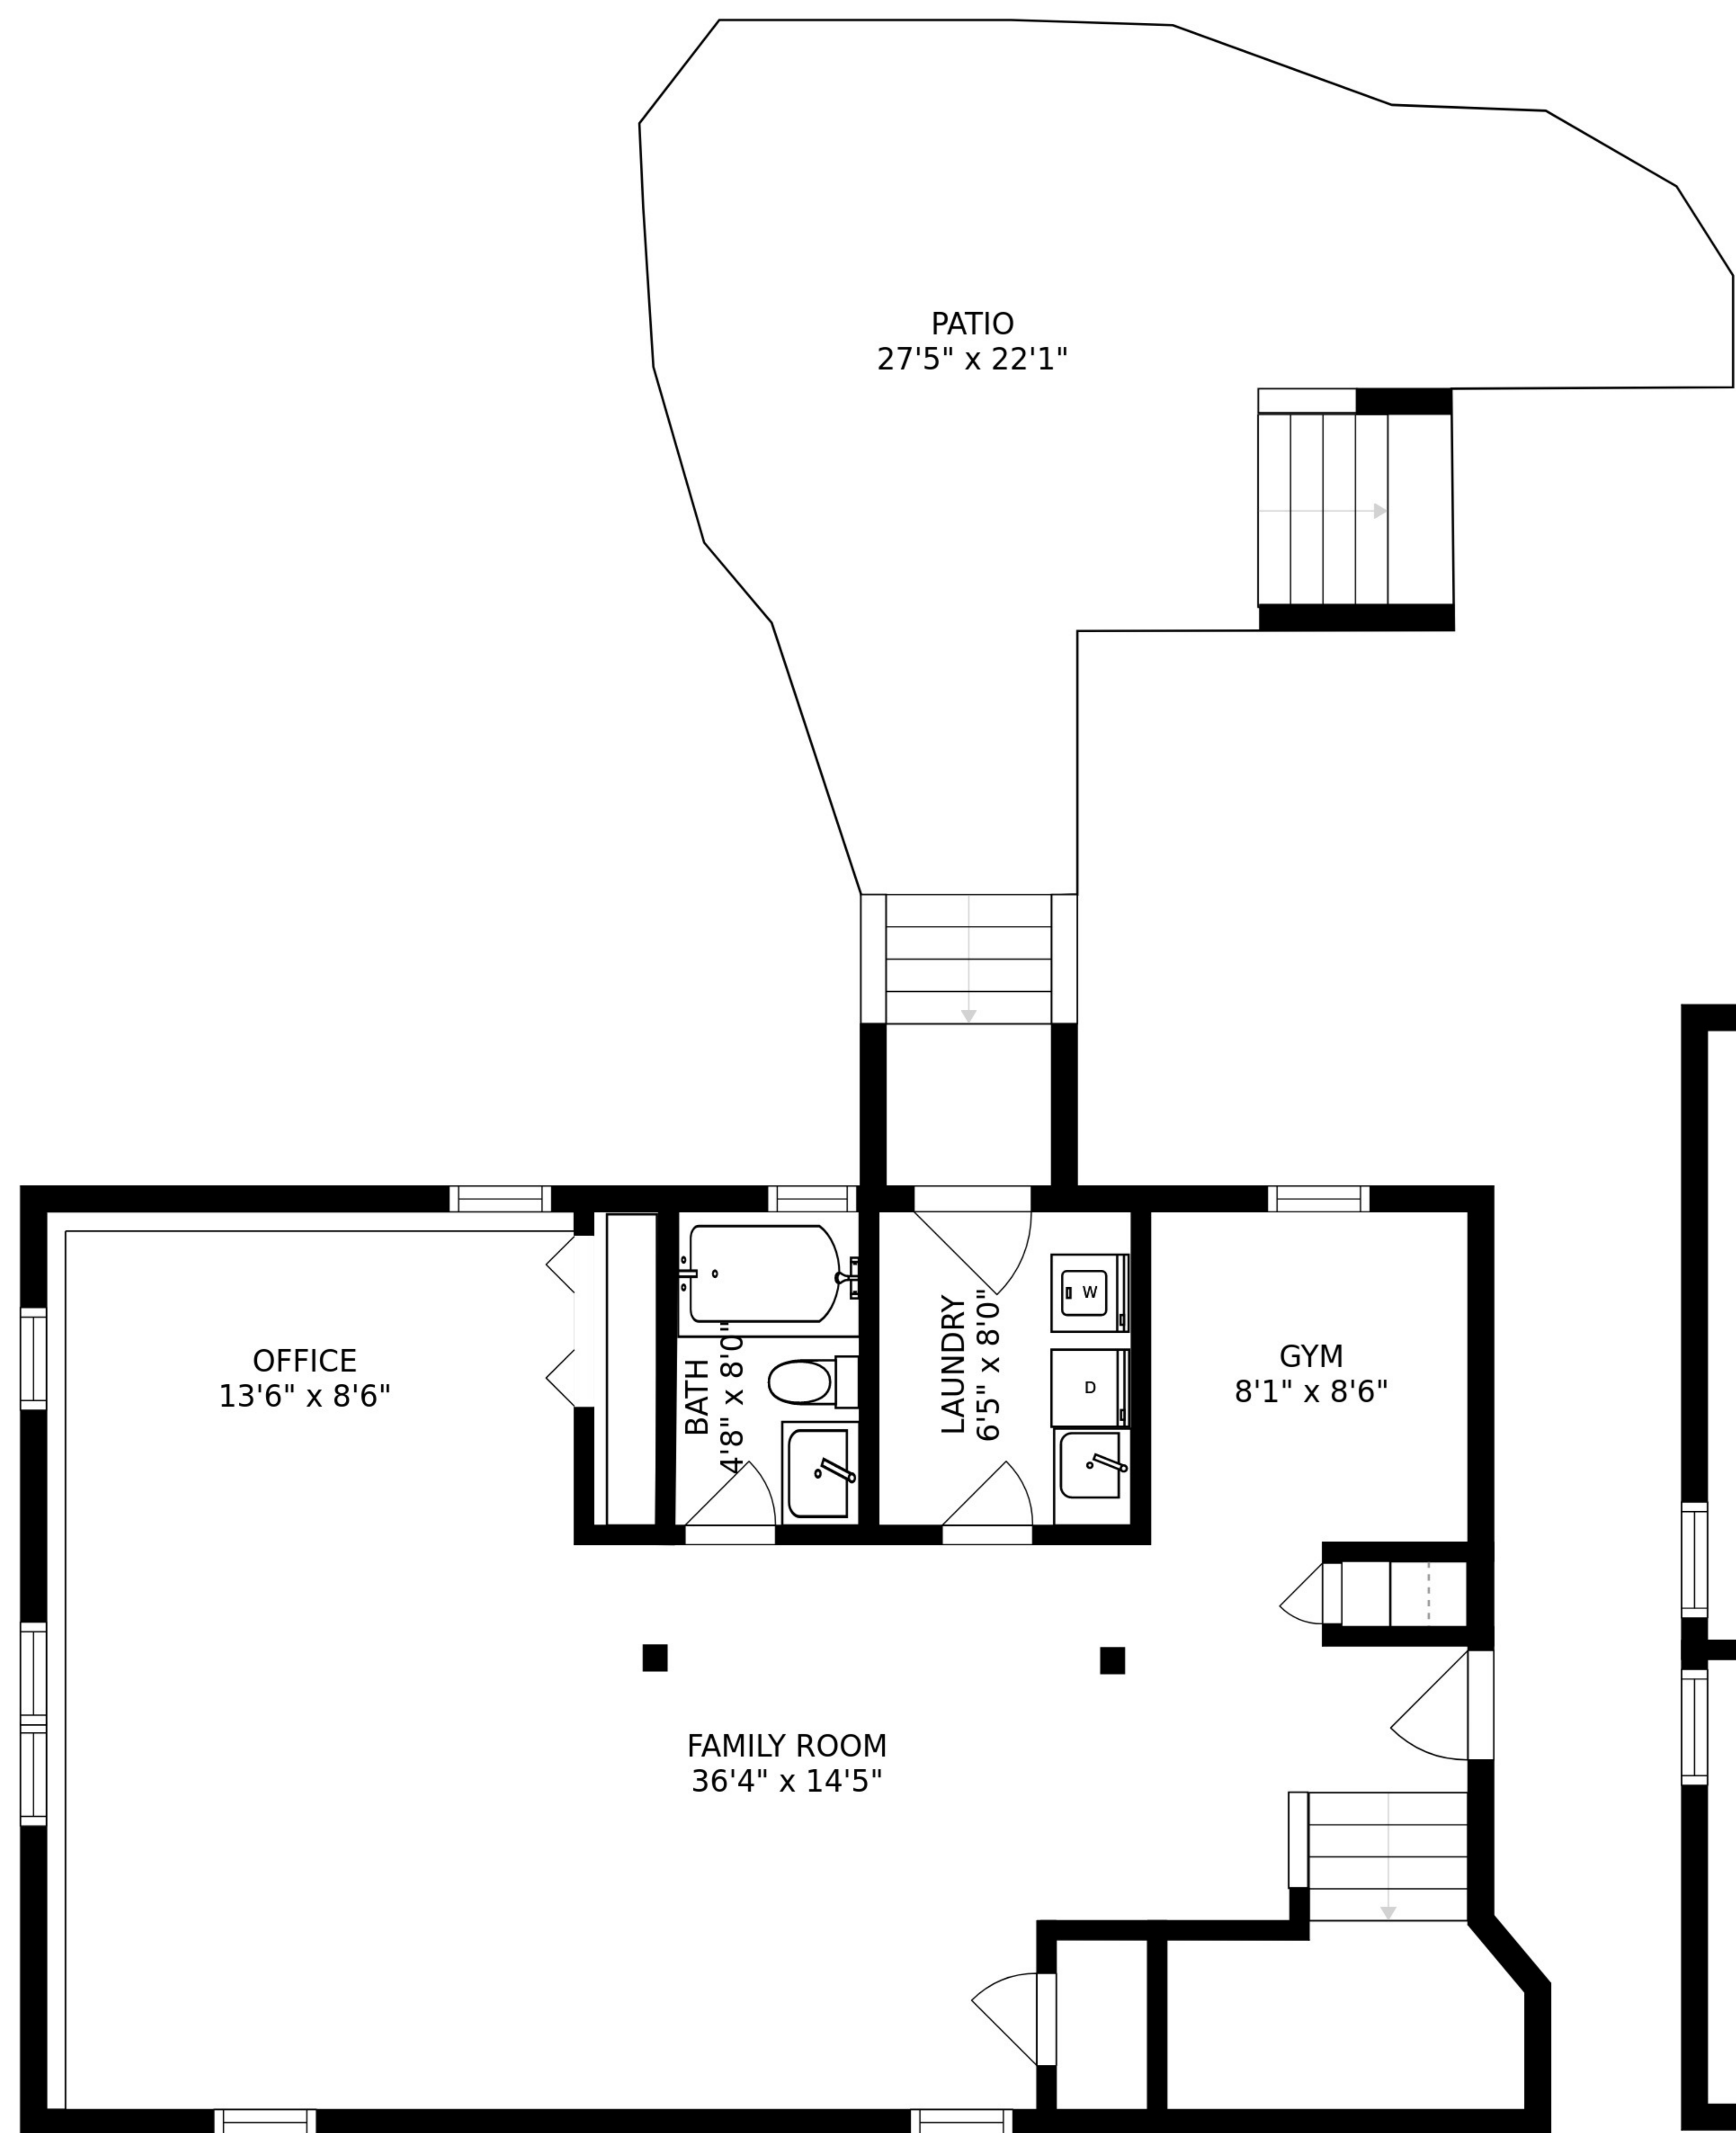 PATIO
27'5" x 22'1"
OFFICE
13'6" x 8'6"
BATH
4'8" x 8'0"
LAUNDRY
6'5" x 8'0"
W
D
GYM
8'1" x 8'6"
FAMILY ROOM
36'4" x 14'5"